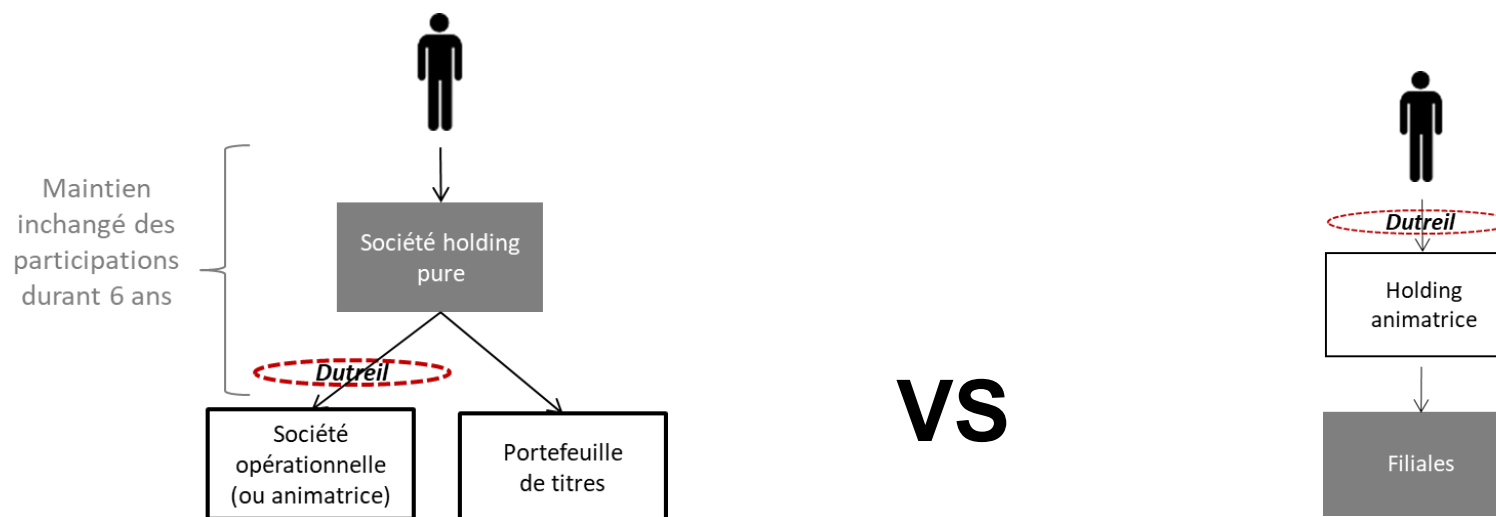 Maintien
inchangé des
participations
durant 6 ans
Société holding
pure
Dutreil
Société
opérationnelle
(ou animatrice)
Portefeuille
de titres
VS
Dutreil
Holding
animatrice
Filiales